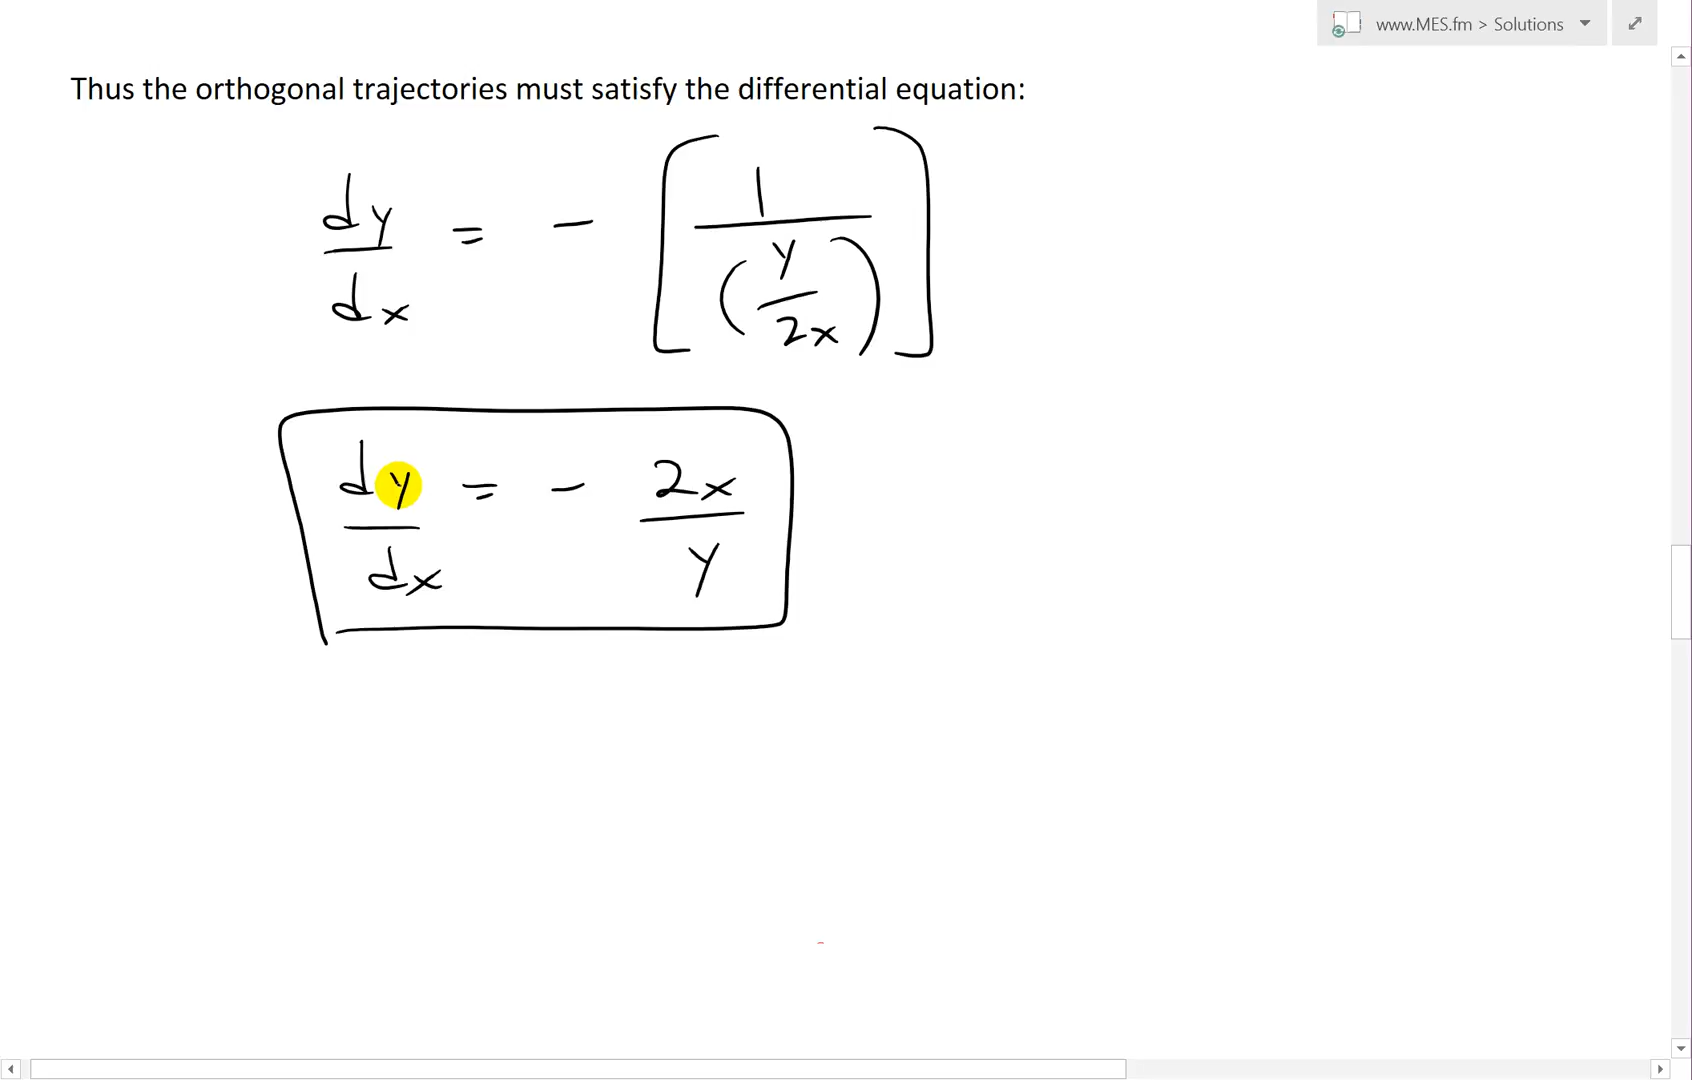 www.MES.fm > Solutions
Thus the orthogonal trajectories must satisfy the differential equation:
dy/dx = - [1/(y/2x)]
dy/dx = - 2x/y